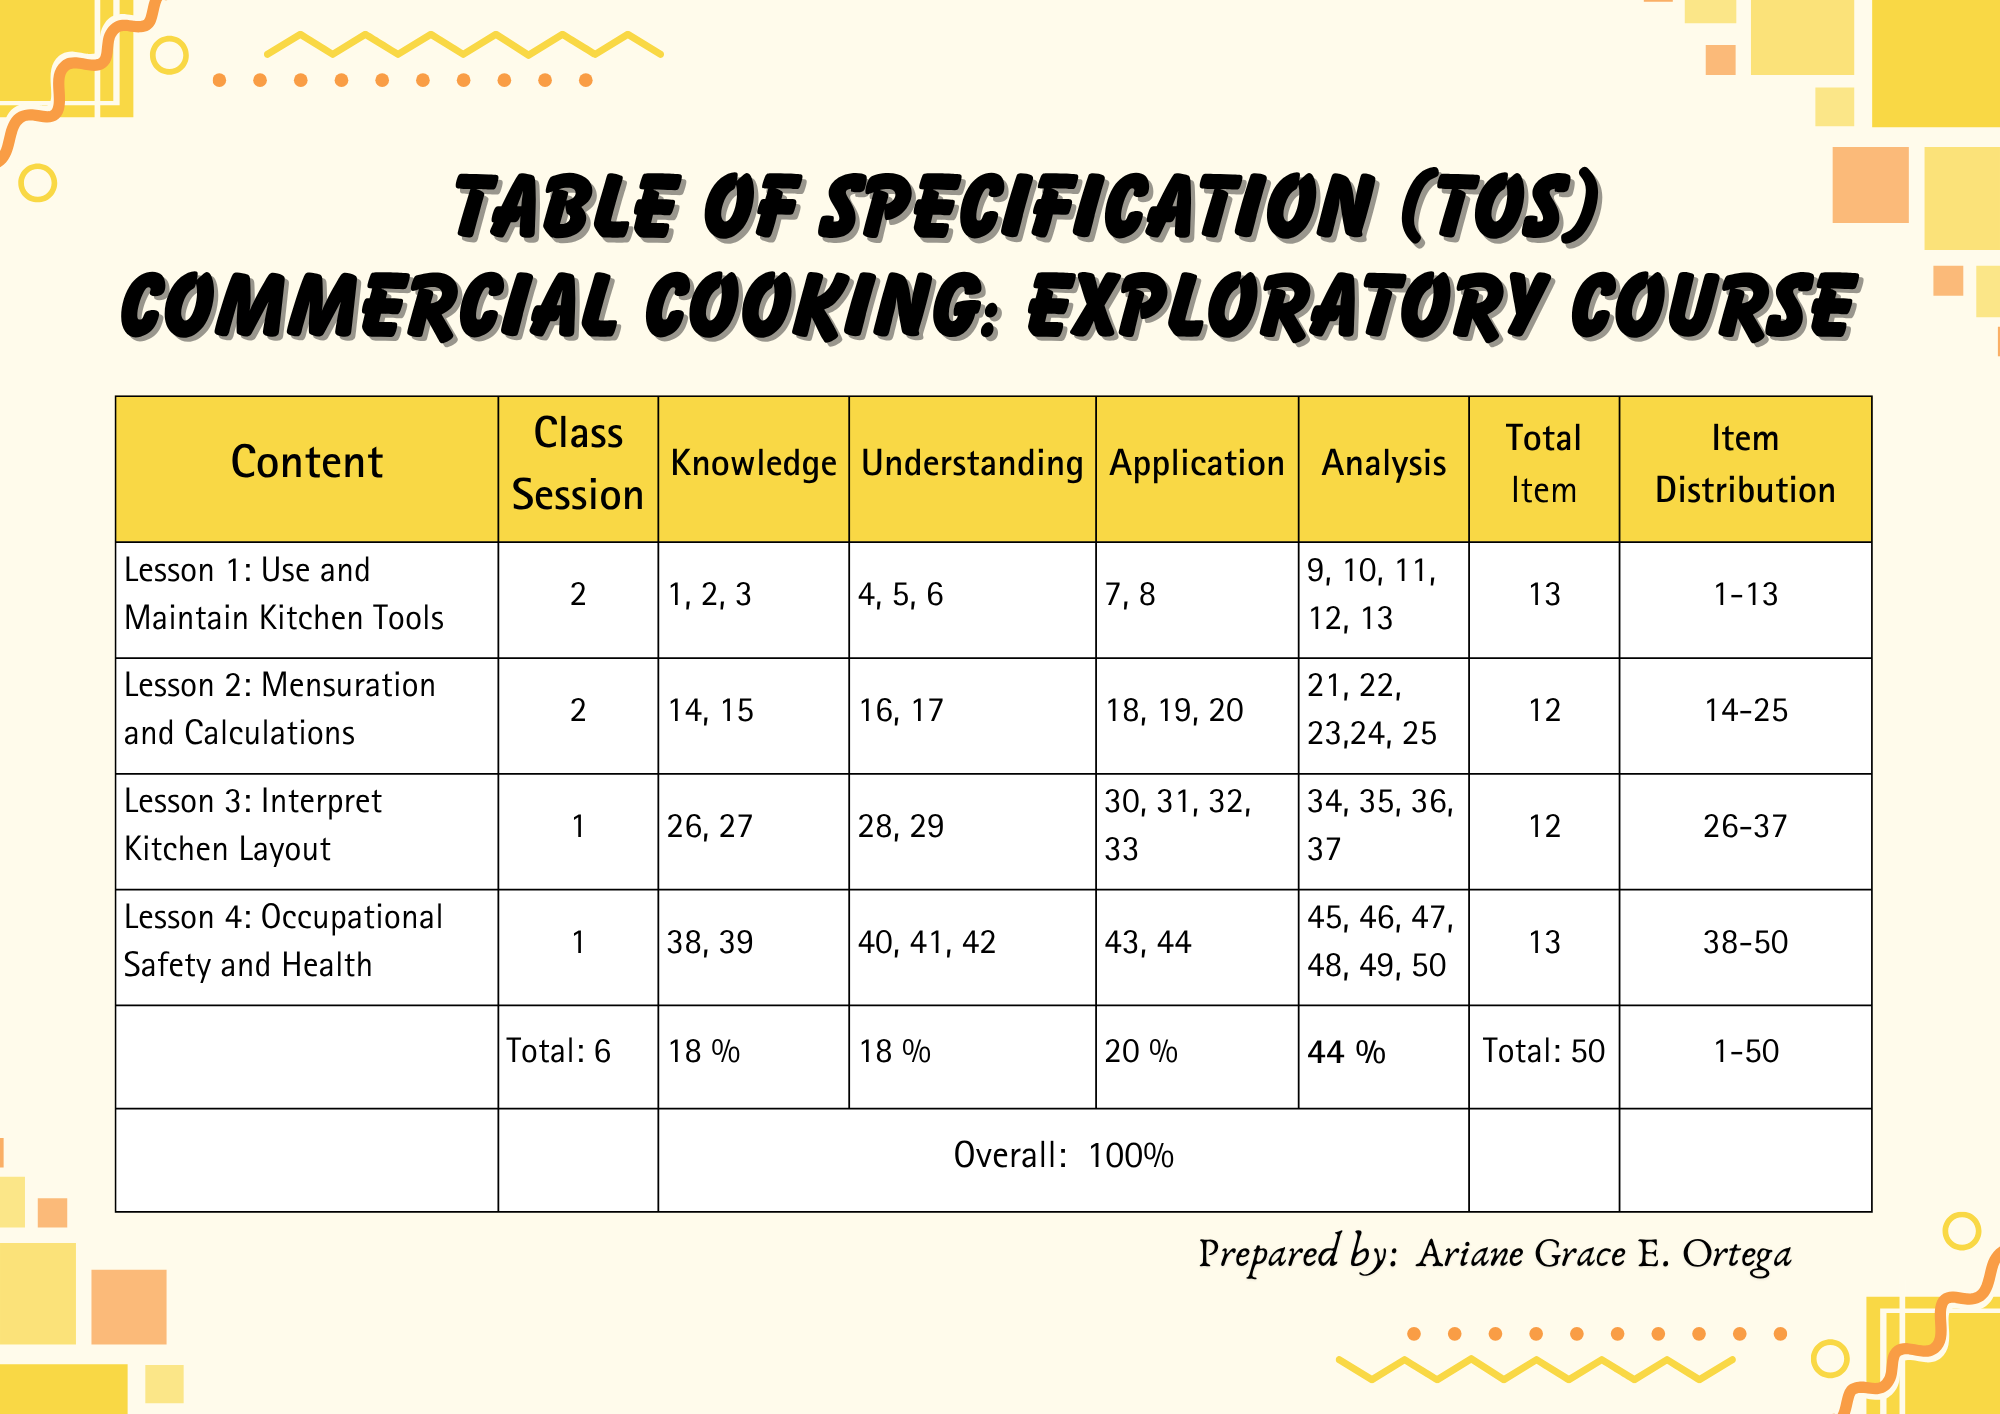 TABLE OF SPECIFICATION (TOS)
COMMERCIAL COOKING: EXPLORATORY COURSE
Content
Class
Session
Knowledge
Understanding
Application
Analysis
Total
Item
Item
Distribution
Lesson 1: Use and
Maintain Kitchen Tools
2
1, 2, 3
4, 5, 6
7, 8
9, 10, 11,
12, 13
13
1-13
Lesson 2: Mensuration
and Calculations
2
14, 15
16, 17
18, 19, 20
21, 22,
23,24, 25
12
14-25
Lesson 3: Interpret
Kitchen Layout
1
26, 27
28, 29
30, 31, 32,
33
34, 35, 36,
37
12
26-37
Lesson 4: Occupational
Safety and Health
1
38, 39
40, 41, 42
43, 44
45, 46, 47,
48, 49, 50
13
38-50
Total: 6
18 %
18 %
20 %
44 %
Total: 50
1-50
Overall: 100%
Prepared by: Ariane Grace E. Ortega